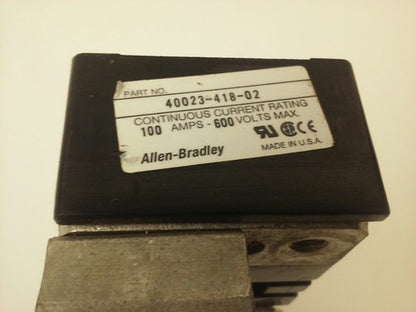 PART NO.
40023-418-02
CONTINUOUS CURRENT RATING
100 AMPS - 600 VOLTS MAX.
Allen-Bradley
MADE IN U.S.A.